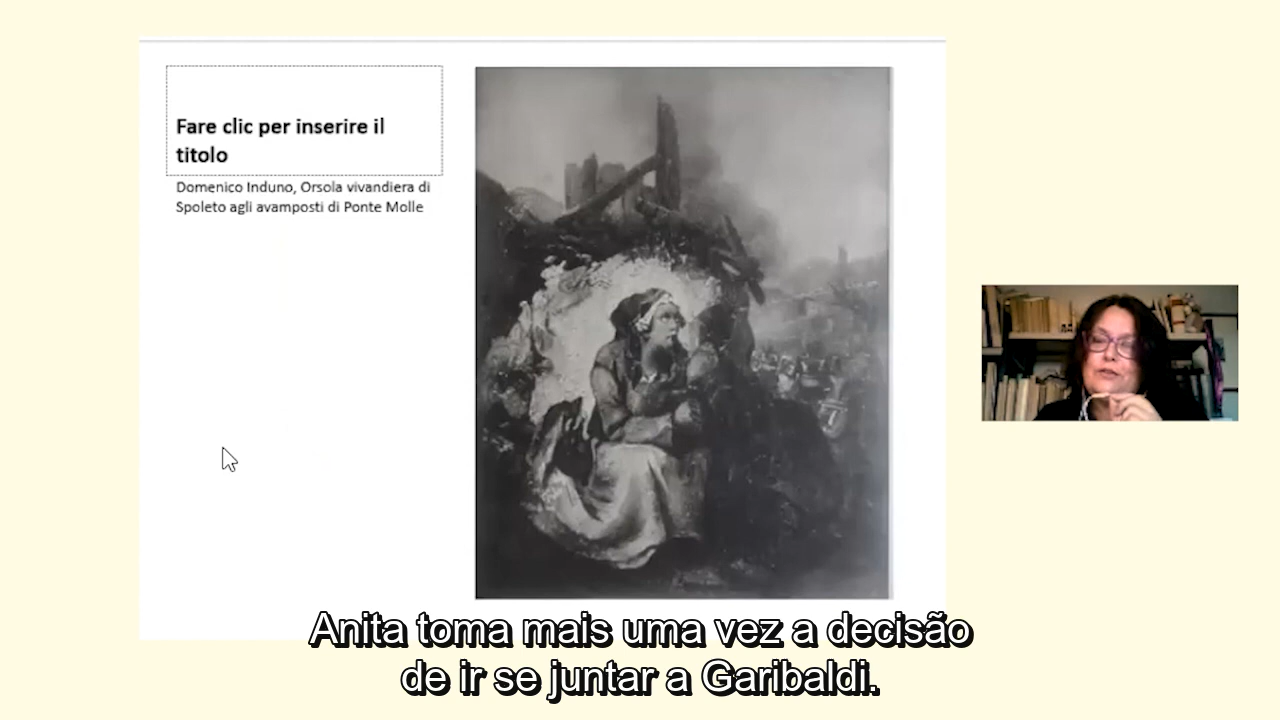 Fare clic per inserire il
titolo
Domenico Induno, Orsola vivandiera di
Spoleto agli avamposti di Ponte Molle
Anita toma mais uma vez a decisão
de ir se juntar a Garibaldi.